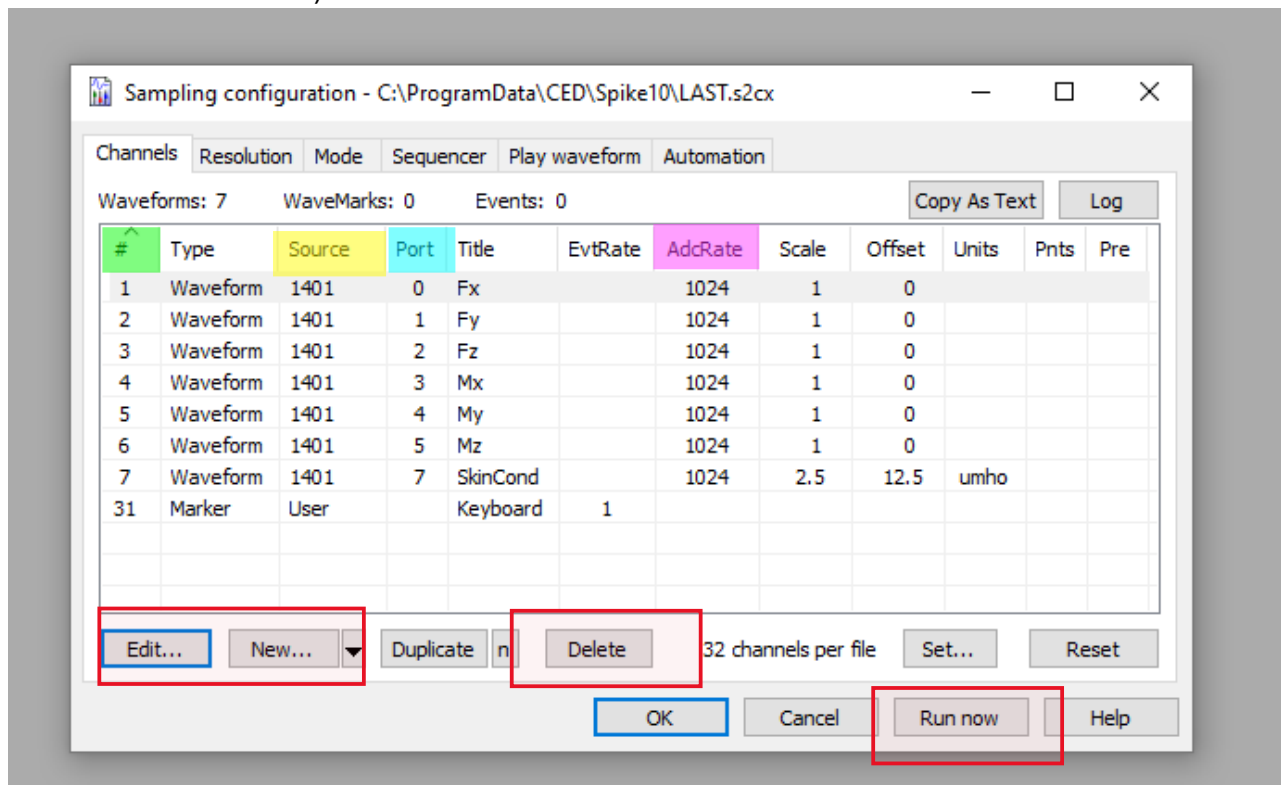 Sampling configuration - C:\ProgramData\CED\Spike10\LAST.s2cx
Channels Resolution Mode Sequencer Play waveform Automation
Waveforms: 7 WaveMarks: 0 Events: 0 Copy As Text Log
# Type Source Port Title EvtRate AdcRate Scale Offset Units Pnts Pre
1 Waveform 1401 0 Fx 1024 1 0
2 Waveform 1401 1 Fy 1024 1 0
3 Waveform 1401 2 Fz 1024 1 0
4 Waveform 1401 3 Mx 1024 1 0
5 Waveform 1401 4 My 1024 1 0
6 Waveform 1401 5 Mz 1024 1 0
7 Waveform 1401 7 SkinCond 1024 2.5 12.5 umho
31 Marker User Keyboard 1
Edit... New... Duplicate n Delete 32 channels per file Set... Reset
OK Cancel Run now Help